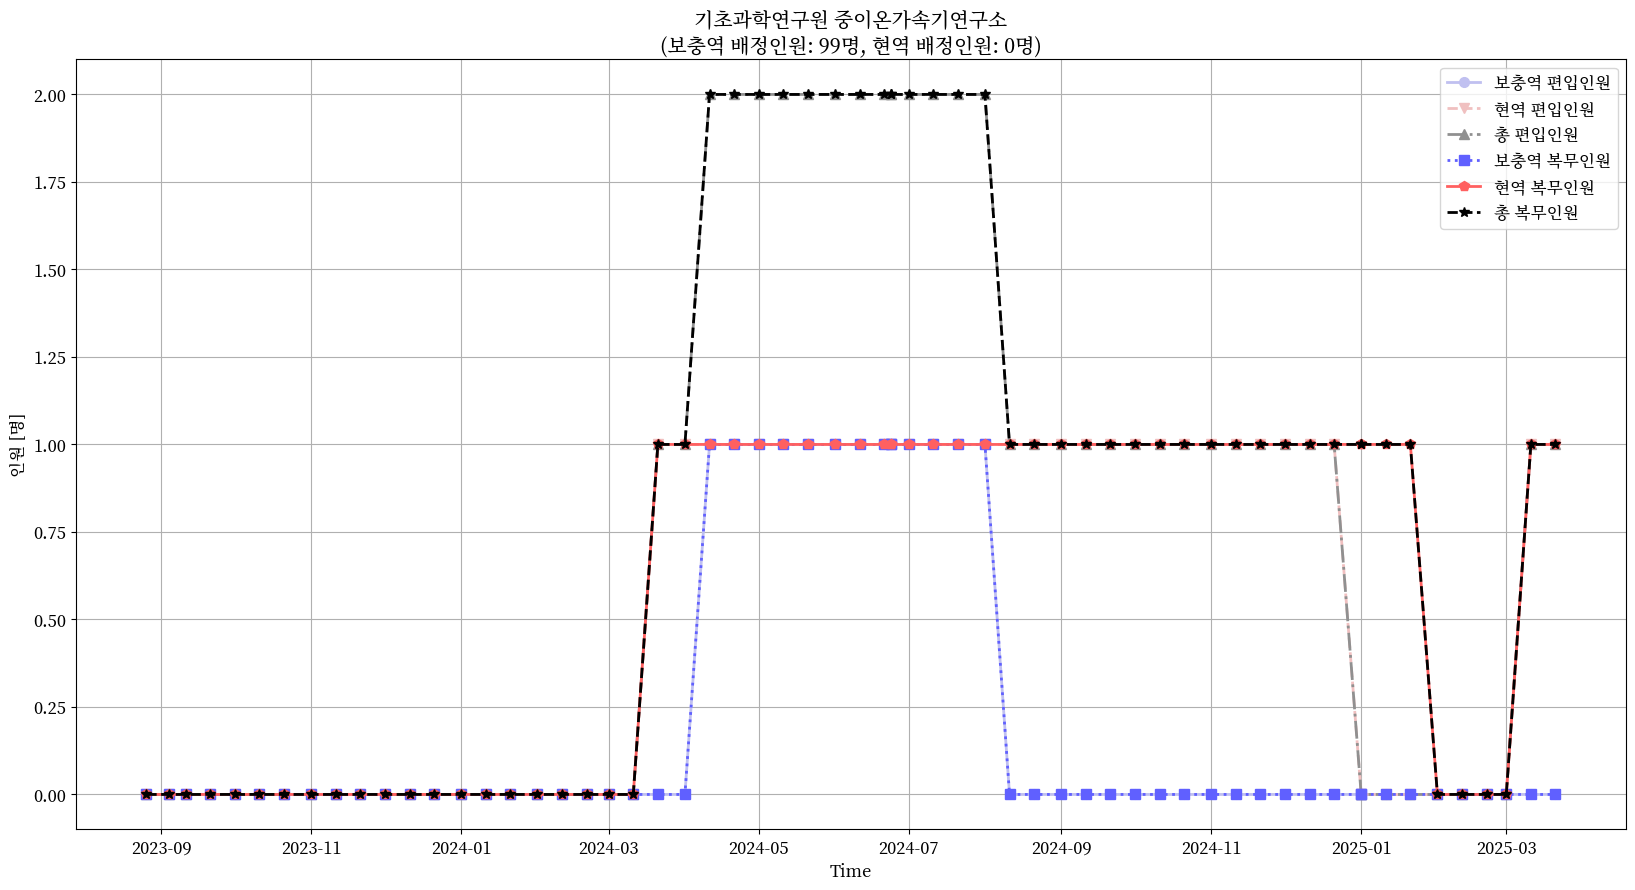 기초과학연구원 중이온가속기연구소
(보충역 배정인원: 99명, 현역 배정인원: 0명)
보충역 편입인원
현역 편입인원
총 편입인원
보충역 복무인원
현역 복무인원
총 복무인원
인원 [명]
2.00
1.75
1.50
1.25
1.00
0.75
0.50
0.25
0.00
2023-09
2023-11
2024-01
2024-03
2024-05
2024-07
2024-09
2024-11
2025-01
2025-03
Time